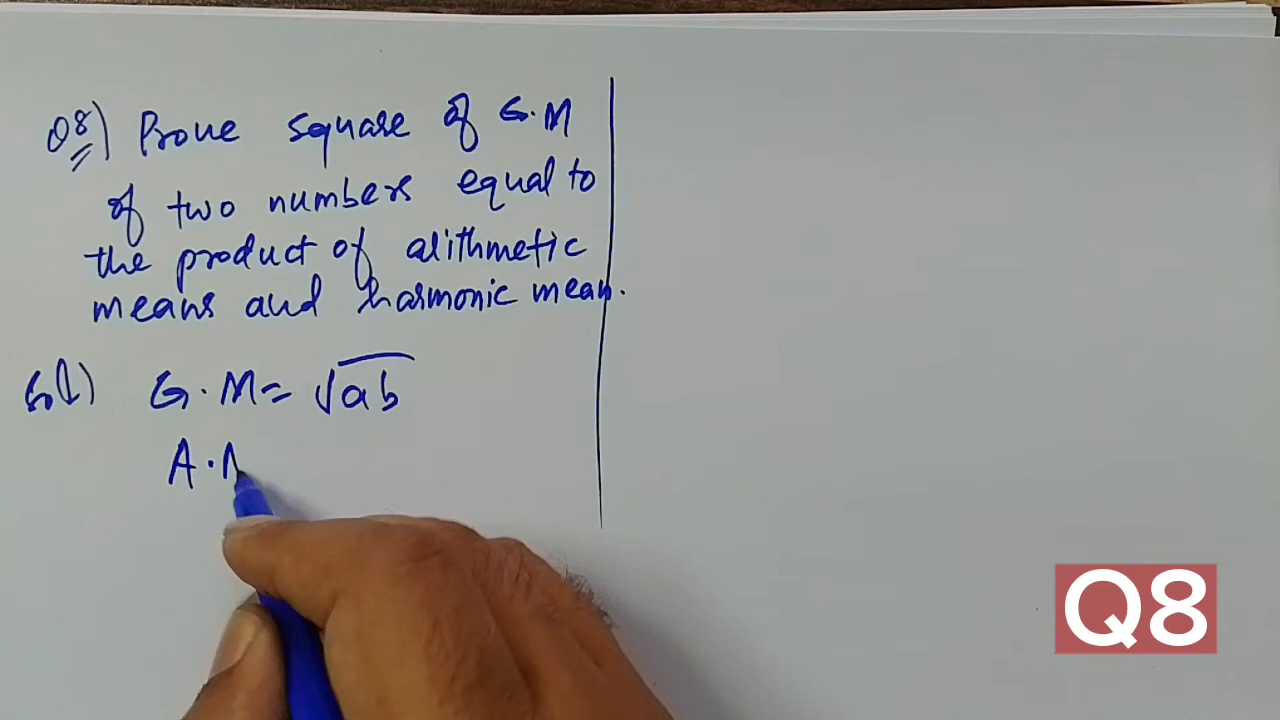 Q8) Prove square of G.M
of two numbers equal to
the product of arithmetic
means and harmonic mean.
Sol) G.M = √ab
A.M
Q8